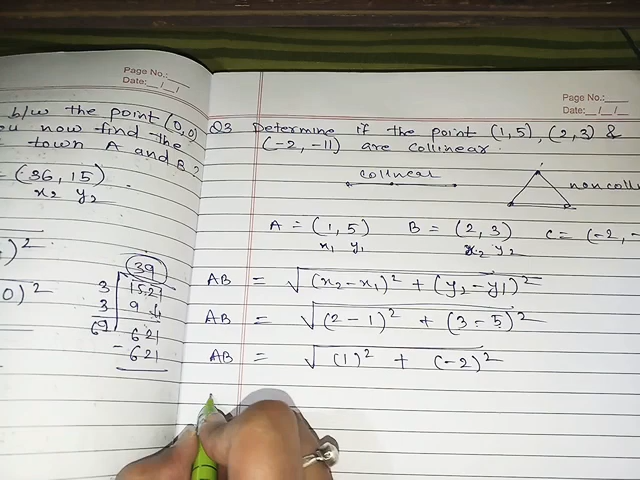 Page No.:
Date: / /
b/w the point (0,0)
now find the
town A and B?
= (36, 15)
x2 y2
)²
0)²
39
3 1521
3 9
69 621
- 621
Page No.:
Date: / /
Q3 Determine if the point (1,5), (2,3) &
(-2, -11) are collinear.
collinear
A = (1, 5) B = (2, 3) C = (-2, -
x1 y1 x2 y2
AB = √(x2-x1)² + (y2-y1)²
AB = √(2-1)² + (3-5)²
AB = √(1)² + (-2)²